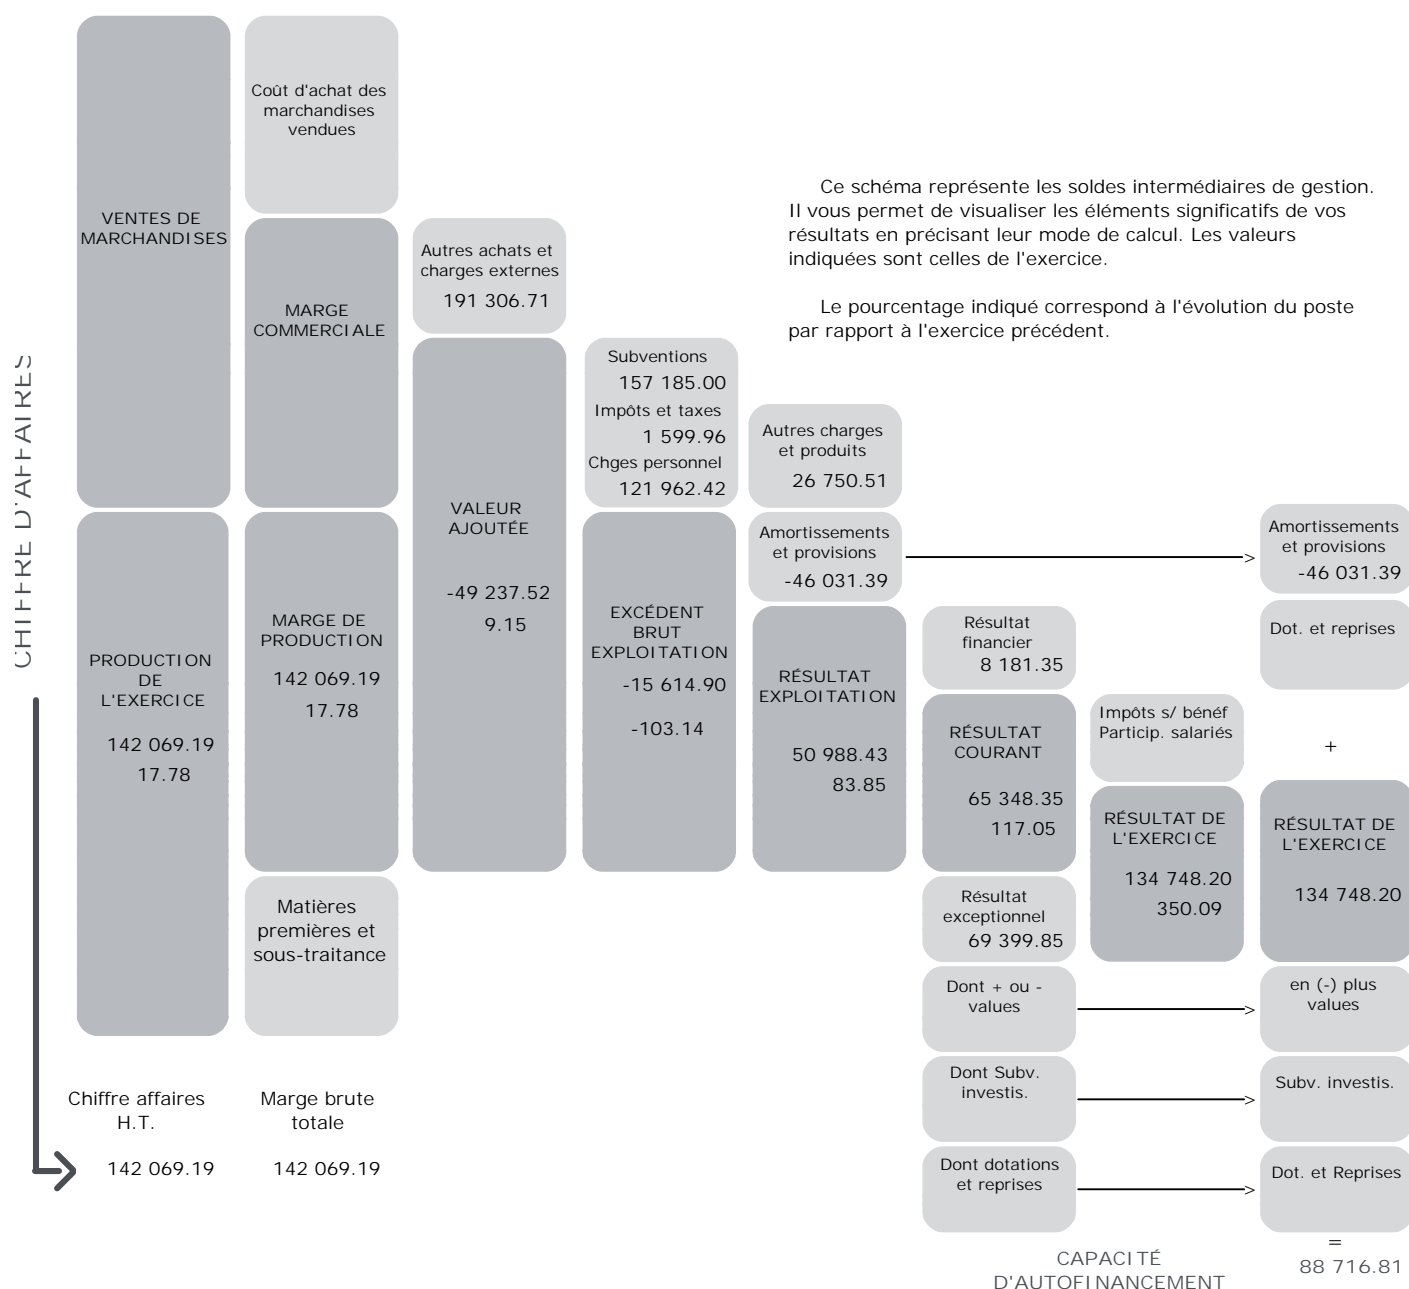 CHIFFRE D'AFFAIRES
VENTES DE
MARCHANDISES
PRODUCTION
DE
L'EXERCICE
142 069.19
17.78
Chiffre affaires
H.T.
142 069.19
Coût d'achat des
marchandises
vendues
MARGE
COMMERCIALE
MARGE DE
PRODUCTION
142 069.19
17.78
Matières
premières et
sous-traitance
Marge brute
totale
142 069.19
Autres achats et
charges externes
191 306.71
VALEUR
AJOUTÉE
-49 237.52
9.15
Ce schéma représente les soldes intermédiaires de gestion.
Il vous permet de visualiser les éléments significatifs de vos
résultats en précisant leur mode de calcul. Les valeurs
indiquées sont celles de l'exercice.
Le pourcentage indiqué correspond à l'évolution du poste
par rapport à l'exercice précédent.
Subventions
157 185.00
Impôts et taxes
1 599.96
Chges personnel
121 962.42
EXCÉDENT
BRUT
EXPLOITATION
-15 614.90
-103.14
Autres charges
et produits
26 750.51
Amortissements
et provisions
-46 031.39
RÉSULTAT
EXPLOITATION
50 988.43
83.85
Résultat
financier
8 181.35
RÉSULTAT
COURANT
65 348.35
117.05
Résultat
exceptionnel
69 399.85
Dont + ou -
values
Dont Subv.
investis.
Dont dotations
et reprises
Impôts s/ bénéf
Particip. salariés
RÉSULTAT DE
L'EXERCICE
134 748.20
350.09
Amortissements
et provisions
-46 031.39
Dot. et reprises
+
RÉSULTAT DE
L'EXERCICE
134 748.20
en (-) plus
values
Subv. investis.
Dot. et Reprises
=
CAPACITÉ
D'AUTOFINANCEMENT
88 716.81